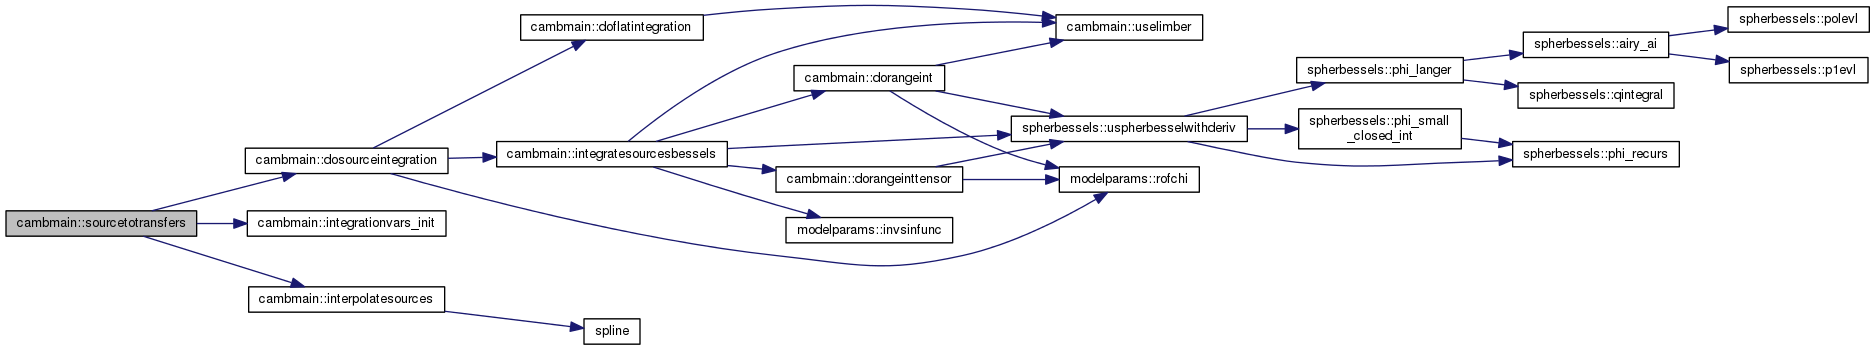 cambmain::sourcetotransfers
cambmain::dosourceintegration
cambmain::integrationvars_init
cambmain::interpolatesources
cambmain::doflatintegration
cambmain::integratesourcesbessels
spline
cambmain::dorangeint
cambmain::dorangeinttensor
modelparams::invsinfunc
cambmain::uselimber
spherbessels::uspherbesselwithderiv
modelparams::rofchi
spherbessels::phi_langer
spherbessels::phi_small
_closed_int
spherbessels::airy_ai
spherbessels::qintegral
spherbessels::phi_recurs
spherbessels::polevl
spherbessels::p1evl